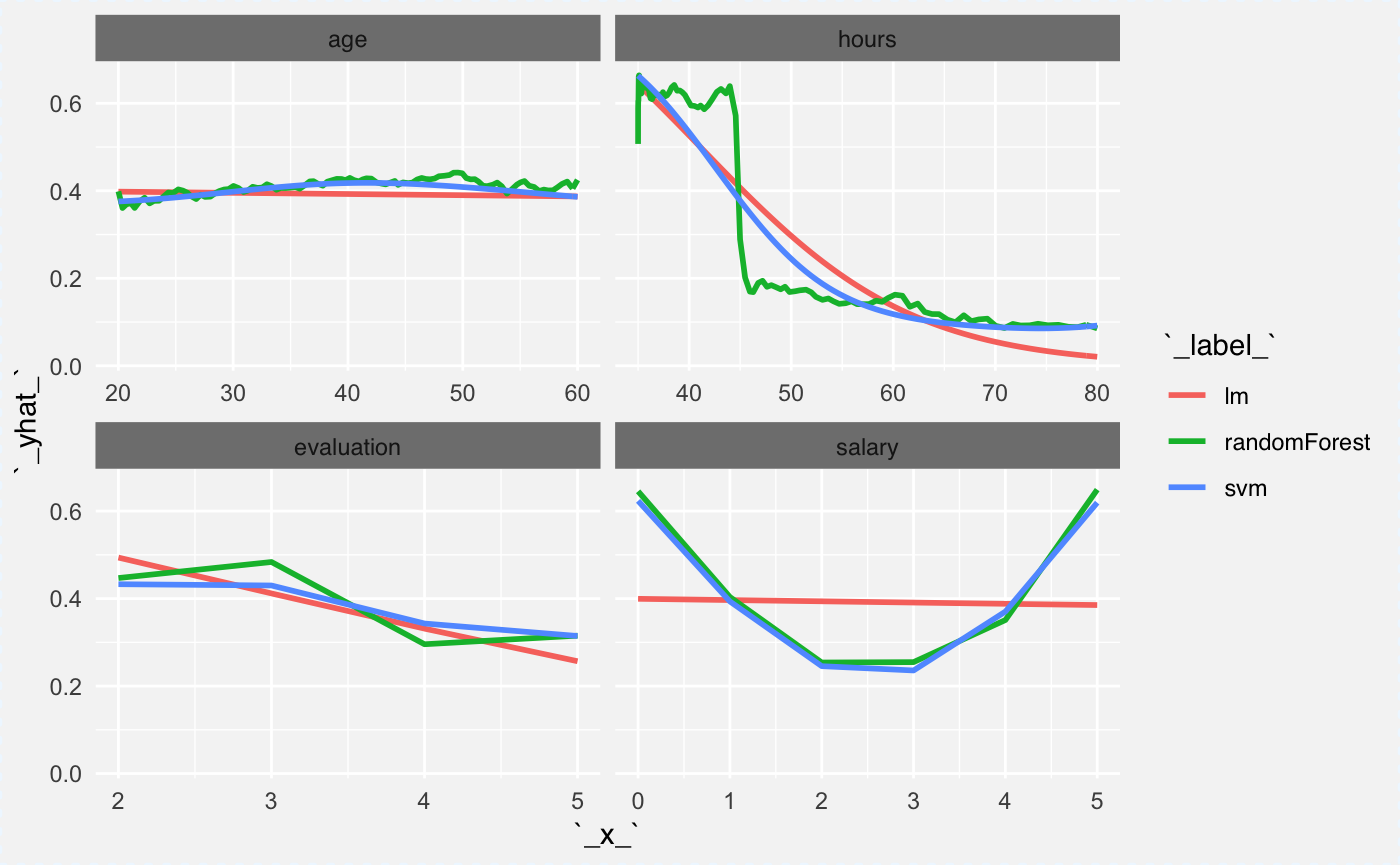 age
hours
0.6
0.4
0.2
0.0
20 30 40 50 60
40 50 60 70 80
evaluation
salary
0.6
0.4
0.2
0.0
2 3 4 5
0 1 2 3 4 5
`_x_`
`_yhat_`
`_label_`
lm
randomForest
svm